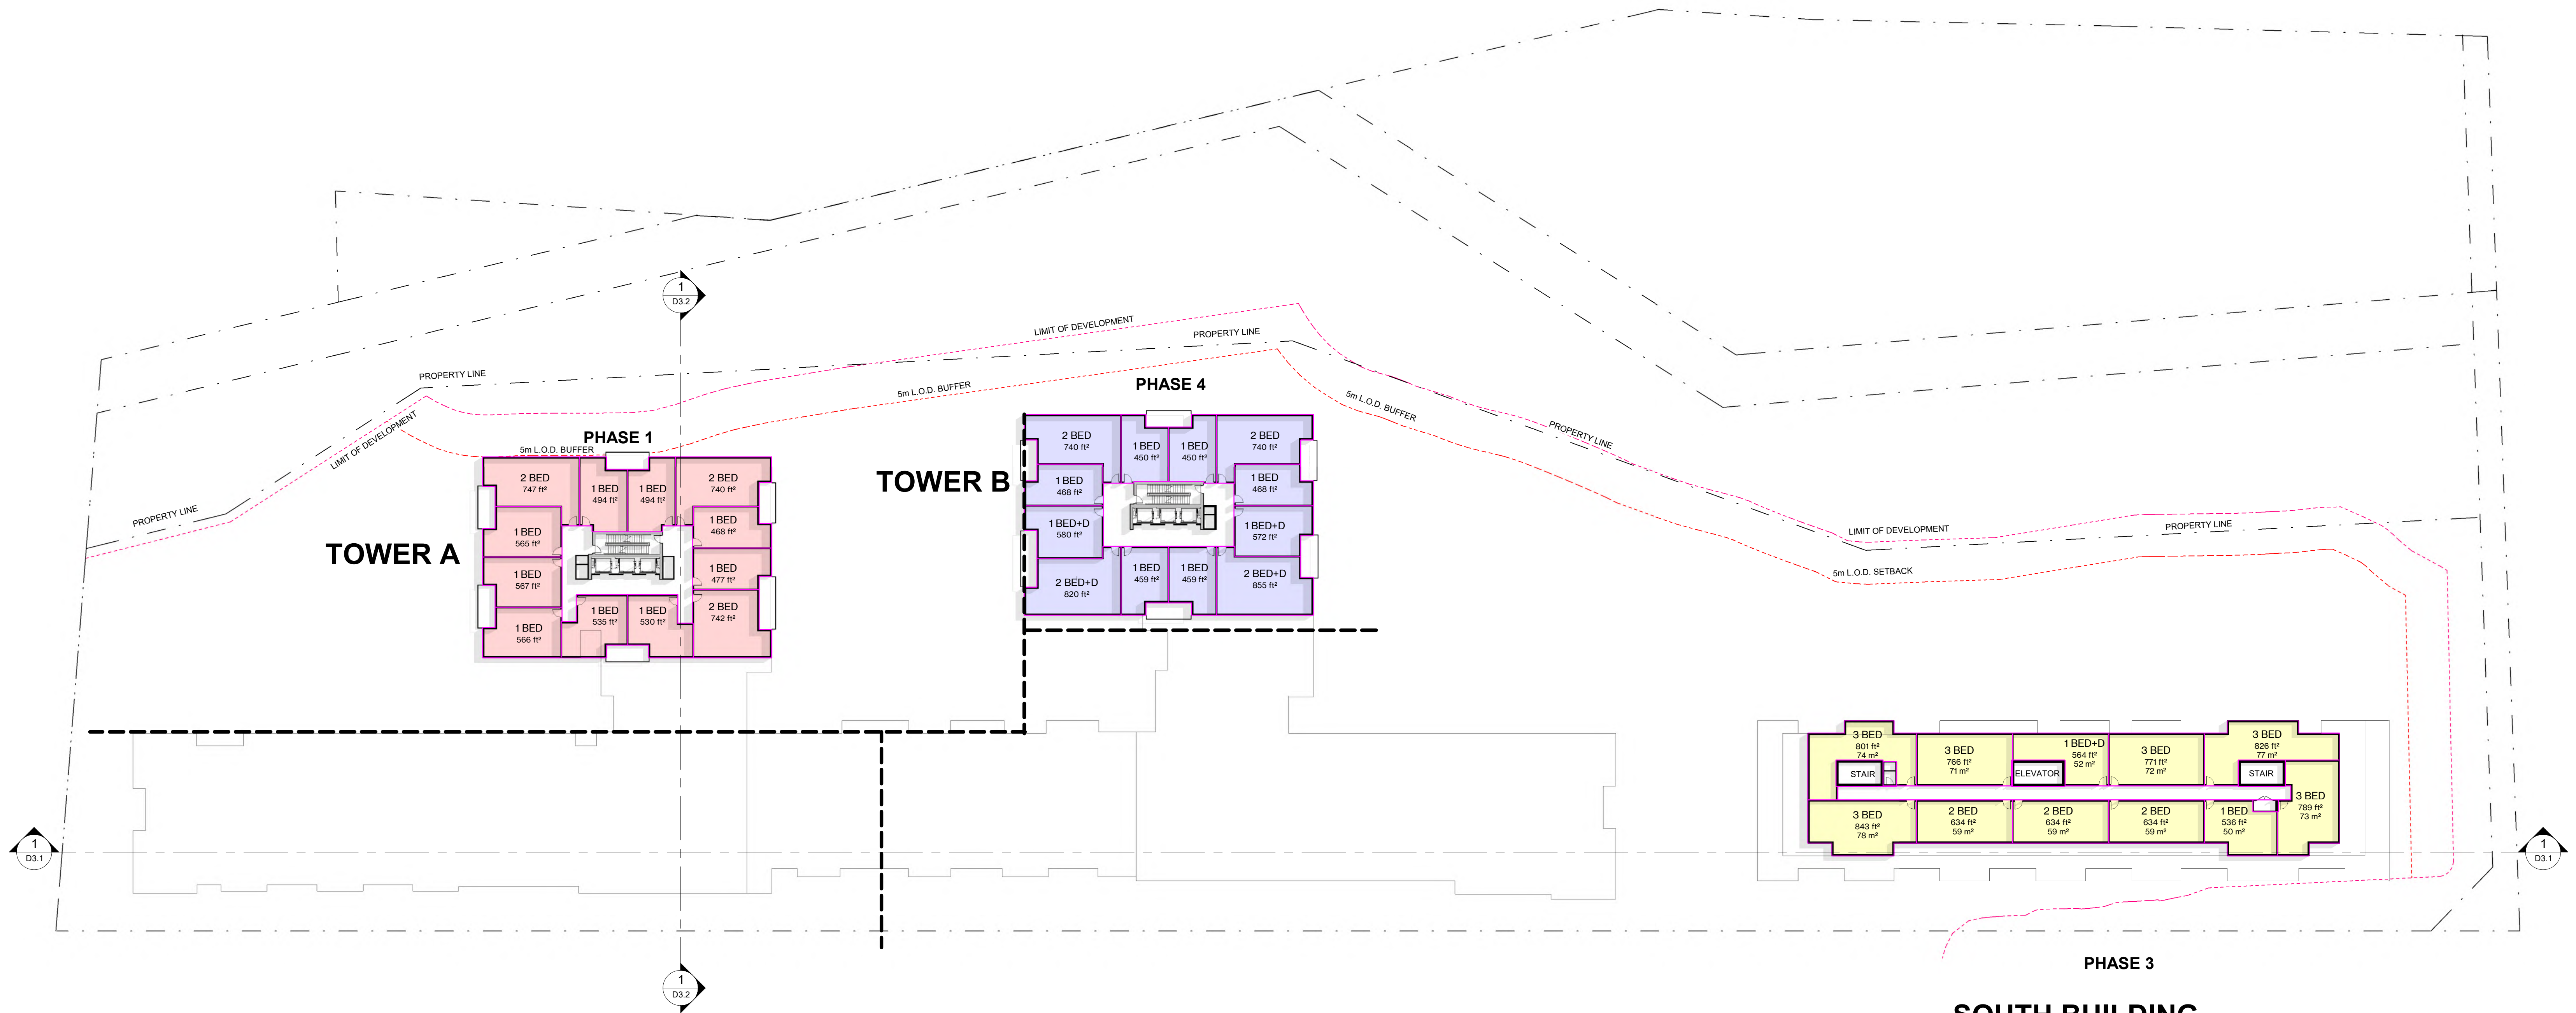 1
D3.2
LIMIT OF DEVELOPMENT
PROPERTY LINE
PROPERTY LINE
5m L.O.D. BUFFER
PHASE 4
5m L.O.D. BUFFER
LIMIT OF DEVELOPMENT
PROPERTY LINE
PHASE 1
5m L.O.D. BUFFER
PROPERTY LINE
LIMIT OF DEVELOPMENT
PROPERTY LINE
5m L.O.D. SETBACK
TOWER A
2 BED
747 ft²
1 BED
494 ft²
1 BED
494 ft²
2 BED
740 ft²
1 BED
565 ft²
1 BED
468 ft²
1 BED
567 ft²
1 BED
477 ft²
1 BED
566 ft²
1 BED
535 ft²
1 BED
530 ft²
2 BED
742 ft²
TOWER B
2 BED
740 ft²
1 BED
450 ft²
1 BED
450 ft²
2 BED
740 ft²
1 BED
468 ft²
1 BED
468 ft²
1 BED+D
580 ft²
1 BED+D
572 ft²
2 BED+D
820 ft²
1 BED
459 ft²
1 BED
459 ft²
2 BED+D
855 ft²
3 BED
801 ft²
74 m²
3 BED
766 ft²
71 m²
1 BED+D
564 ft²
52 m²
3 BED
771 ft²
72 m²
3 BED
826 ft²
77 m²
STAIR
ELEVATOR
STAIR
3 BED
843 ft²
78 m²
2 BED
634 ft²
59 m²
2 BED
634 ft²
59 m²
2 BED
634 ft²
59 m²
1 BED
536 ft²
50 m²
3 BED
789 ft²
73 m²
1
D3.1
1
D3.1
1
D3.2
PHASE 3
SOUTH BUILDING